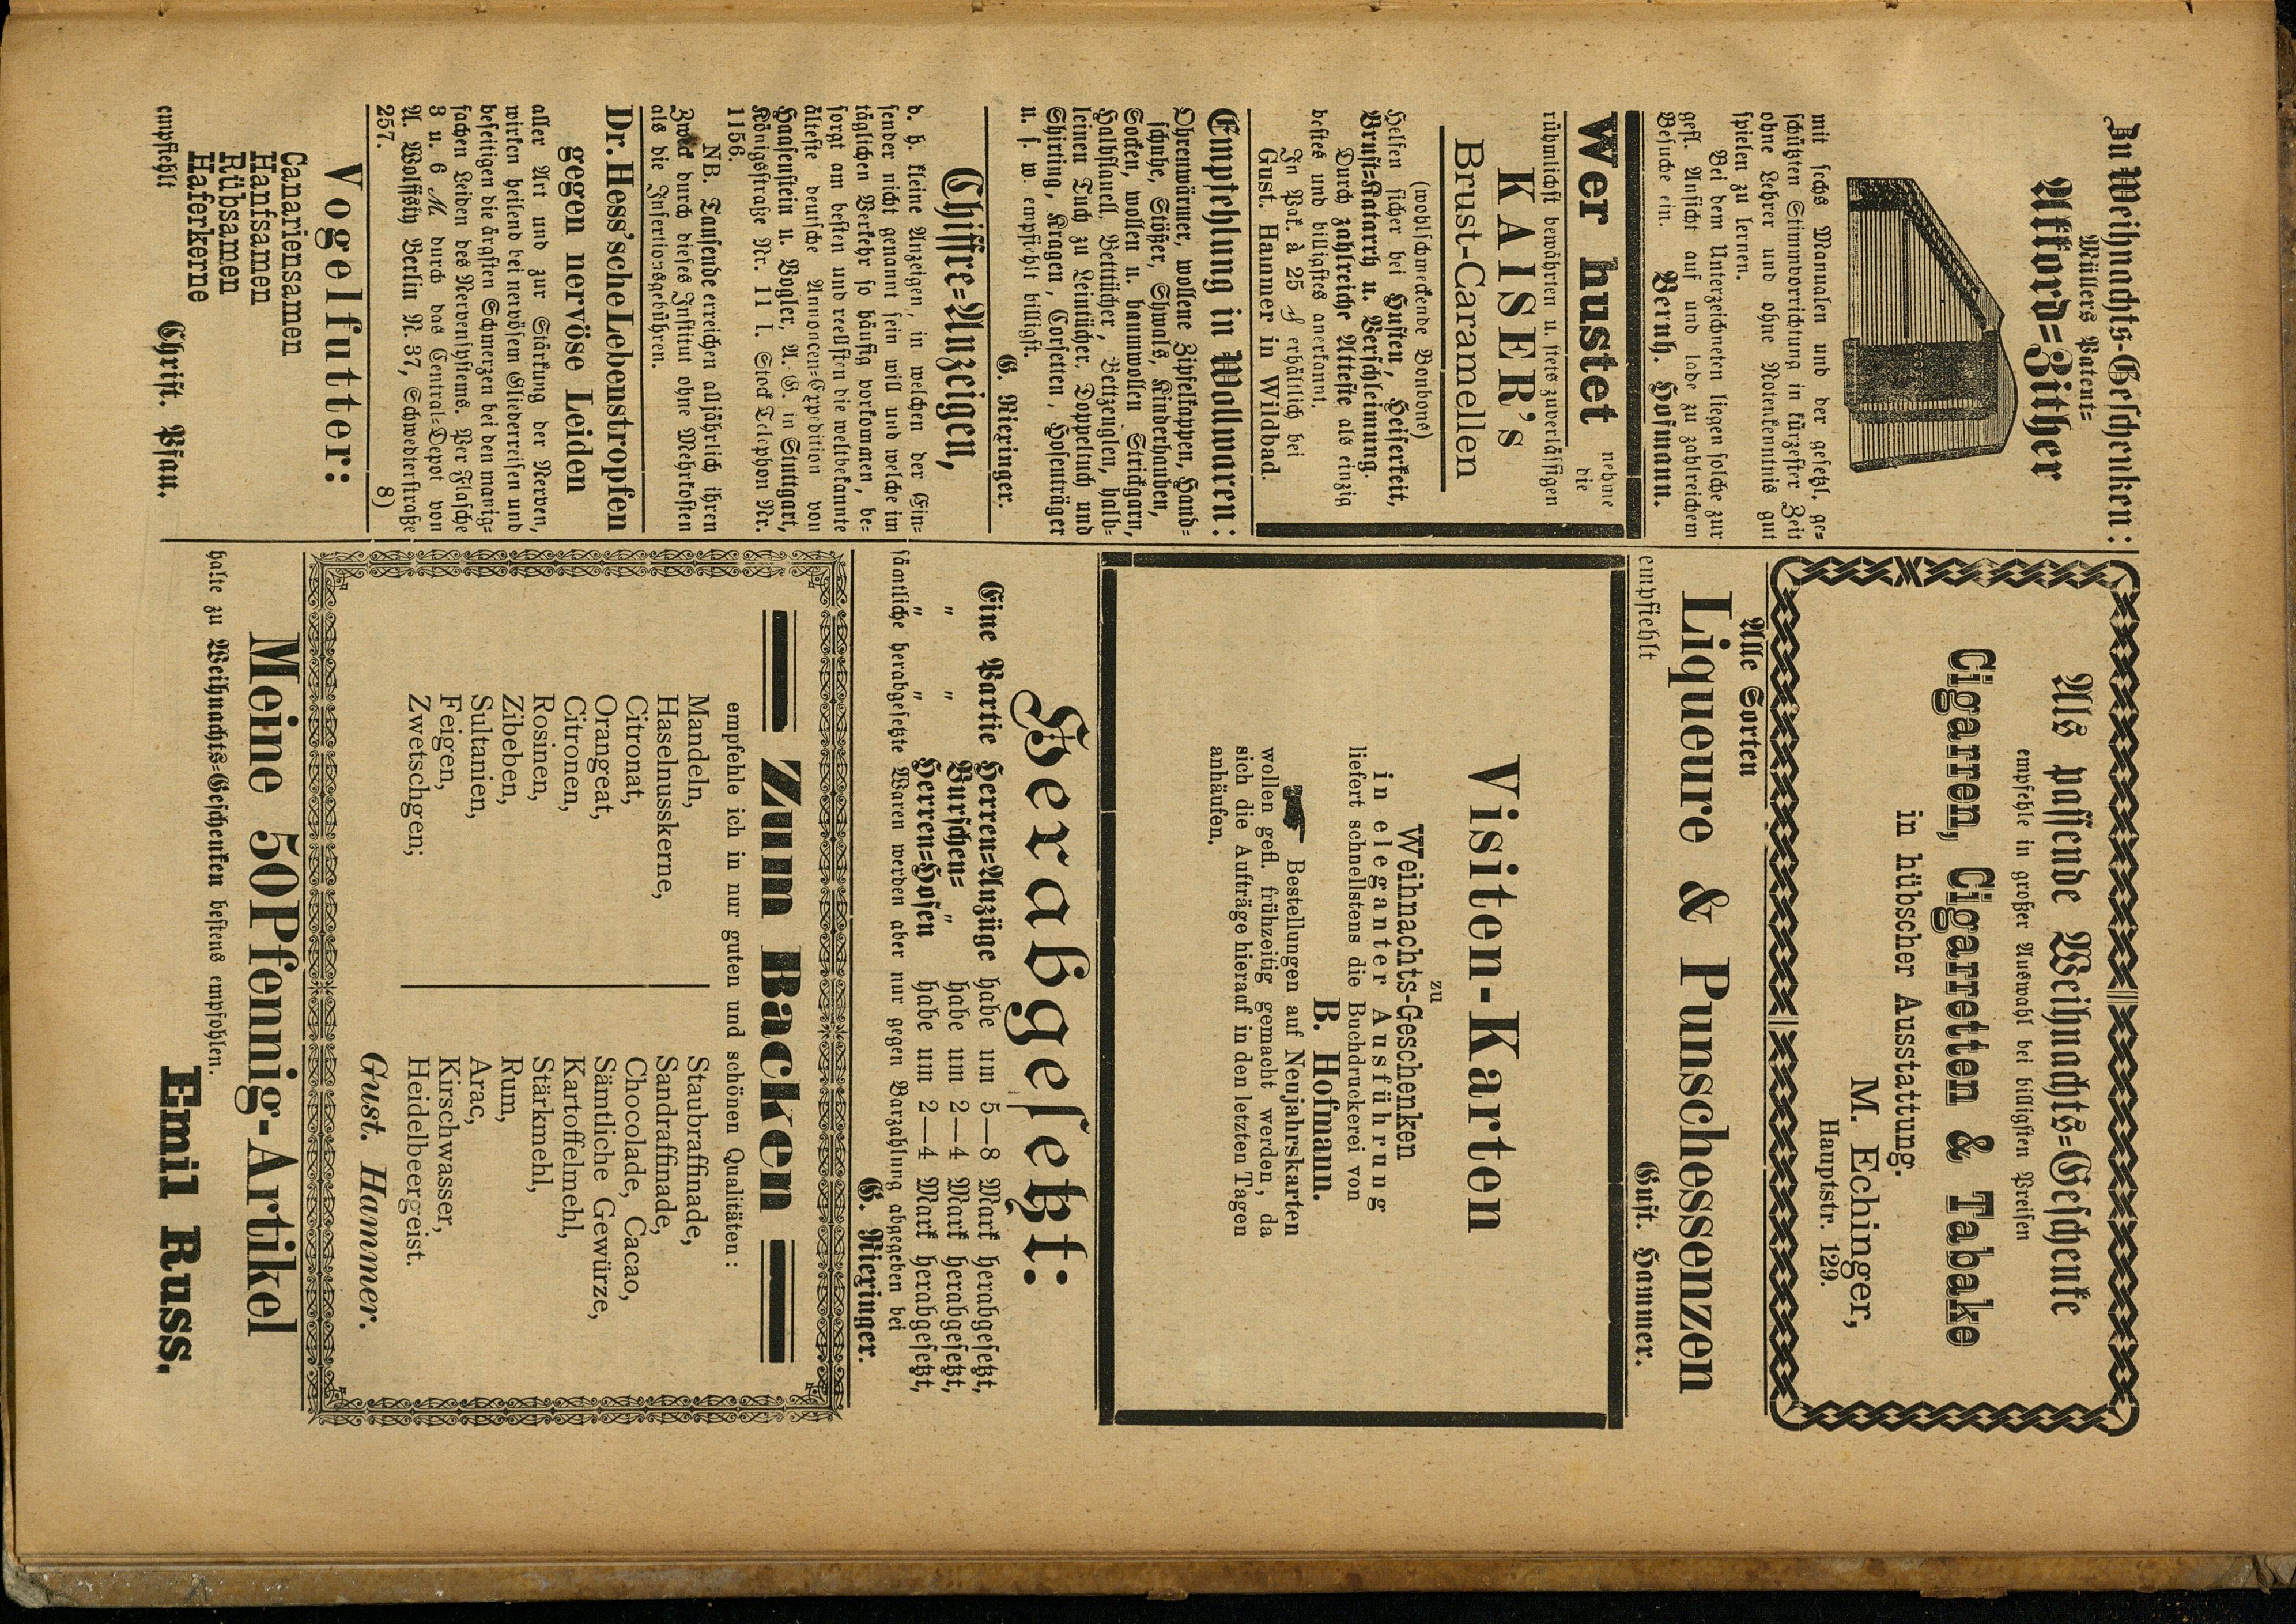 Zu Weihnachts-Geschenken:
Müllers Patent-
Akkord-Zither
mit sechs Manualen und der gesetzl. ge-
schützten Stimmvorrichtung in kürzester Zeit
ohne Lehrer und ohne Notenkenntnis gut
spielen zu lernen.
Bei dem Unterzeichneten liegen solche zur
gefl. Ansicht auf und lade zu zahlreichem
Besuche ein.
Bernh. Hofmann.
Wer hustet nehme
die
rühmlichst bewährten u. stets zuverlässigen
KAISER's
Brust-Caramellen
(wohlschmeckende Bonbons)
Helfen sicher bei Husten, Heiserkeit,
Brust-Katarrh u. Verschleimung.
Durch zahlreiche Atteste als einzig
bestes und billigstes anerkannt.
In Pak. à 25 ₰ erhältlich bei
Gust. Hammer in Wildbad.
Empfehlung in Wollwaren:
Ohrenwärmer, wollene Zipfelkappen, Hand-
schuhe, Stößer, Shwals, Kinderhauben,
Socken, wollen u. baumwollen Strickgarn,
Halbflanell, Bettücher, Bettzeuglen, halb-
leinen Tuch zu Leintücher, Doppeltuch und
Shirting, Kragen, Corsetten, Hosenträger
u. s. w. empfiehlt billigst.
G. Riexinger.
Chiffre-Anzeigen,
d. h. kleine Anzeigen, in welchen der Ein-
sender nicht genannt sein will und welche im
täglichen Verkehr so häufig vorkommen, be-
sorgt am besten und reellsten die weltbekannte
älteste deutsche Annoncen-Expedition von
Haasenstein u. Vogler, A. G. in Stuttgart,
Königsstraße Nr. 11 I. Stock Telephon Nr.
1156.
NB. Tausende erreichen alljährlich ihren
Zweck durch dieses Institut ohne Mehrkosten
als die Insertionsgebühren.
Dr. Hess'sche Lebenstropfen
gegen nervöse Leiden
aller Art und zur Stärkung der Nerven,
wirken heilend bei nervösem Gliederreisen und
beseitigen die ärgsten Schmerzen bei den manig-
fachen Leiden des Nervensystems. Per Flasche
3 u. 6 M. durch das Central-Depot von
A. Wolffsky Berlin N. 37, Schwedterstraße
257. 8)
Vogelfutter:
Canariensamen
Hanfsamen
Rübsamen
Haferkerne
empfiehlt Christ. Pfau.
Als passende Weihnachts-Geschenke
empfehle in großer Auswahl bei billigsten Preisen
Cigarren, Cigarretten & Tabake
in hübscher Ausstattung.
M. Echinger,
Hauptstr. 129.
Alle Sorten
Liqueure & Punschessenzen
empfiehlt Gust. Hammer.
Visiten-Karten
zu
Weihnachts-Geschenken
in eleganter Ausführung
liefert schnellstens die Buchdruckerei von
B. Hofmann.
Bestellungen auf Neujahrskarten
wollen gefl. frühzeitig gemacht werden, da
sich die Aufträge hierauf in den letzten Tagen
anhäufen.
Herabgesetzt:
Eine Partie Herren-Anzüge habe um 5—8 Mark herabgesetzt,
" " Burschen- " habe um 2—4 Mark herabgesetzt,
" " Herren-Hosen habe um 2—4 Mark herabgesetzt,
sämtliche herabgesetzte Waren werden aber nur gegen Barzahlung abgegeben bei
G. Riexinger.
Zum Backen
empfehle ich in nur guten und schönen Qualitäten:
Mandeln,
Haselnusskerne,
Citronat,
Orangeat,
Citronen,
Rosinen,
Zibeben,
Sultanien,
Feigen,
Zwetschgen;
Staubraffinade,
Sandraffinade,
Chocolade, Cacao,
Sämtliche Gewürze,
Kartoffelmehl,
Stärkmehl,
Rum,
Arac,
Kirschwasser,
Heidelbeergeist.
Gust. Hammer.
Meine 50 Pfennig-Artikel
halte zu Weihnachts-Geschenken bestens empfohlen.
Emil Russ.